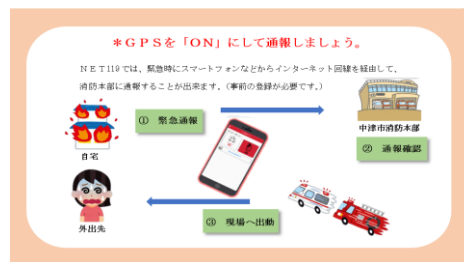 ＊ＧＰＳを「ＯＮ」にして通報しましょう。
ＮＥＴ119では、緊急時にスマートフォンなどからインターネット回線を経由して、
消防本部に通報することが出来ます。（事前の登録が必要です。）
① 緊急通報
中津市消防本部
② 通報確認
自宅
外出先
③ 現場へ出動